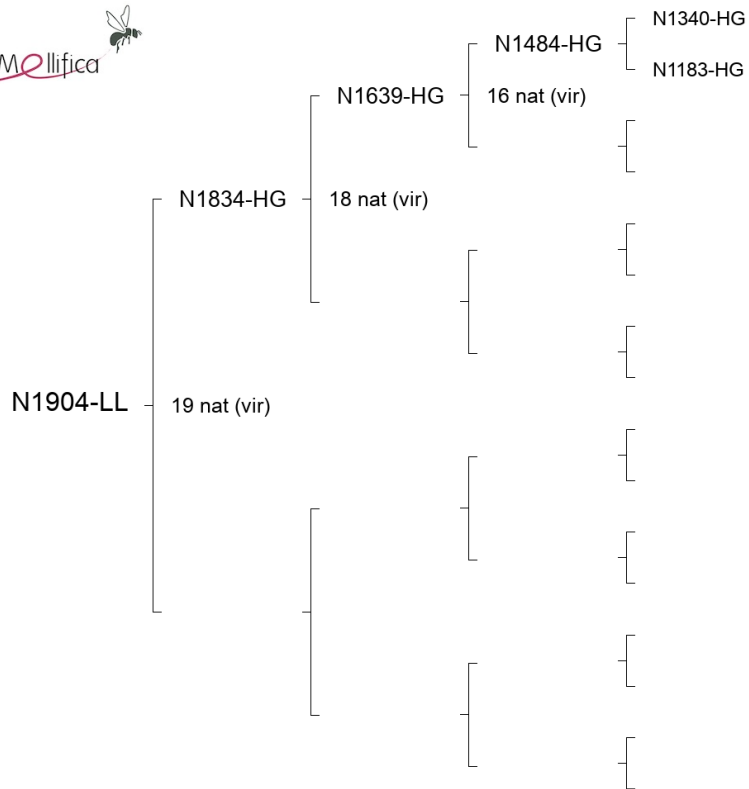 Mellifica
N1340-HG
N1484-HG
N1183-HG
N1639-HG
16 nat (vir)
N1834-HG
18 nat (vir)
N1904-LL
19 nat (vir)